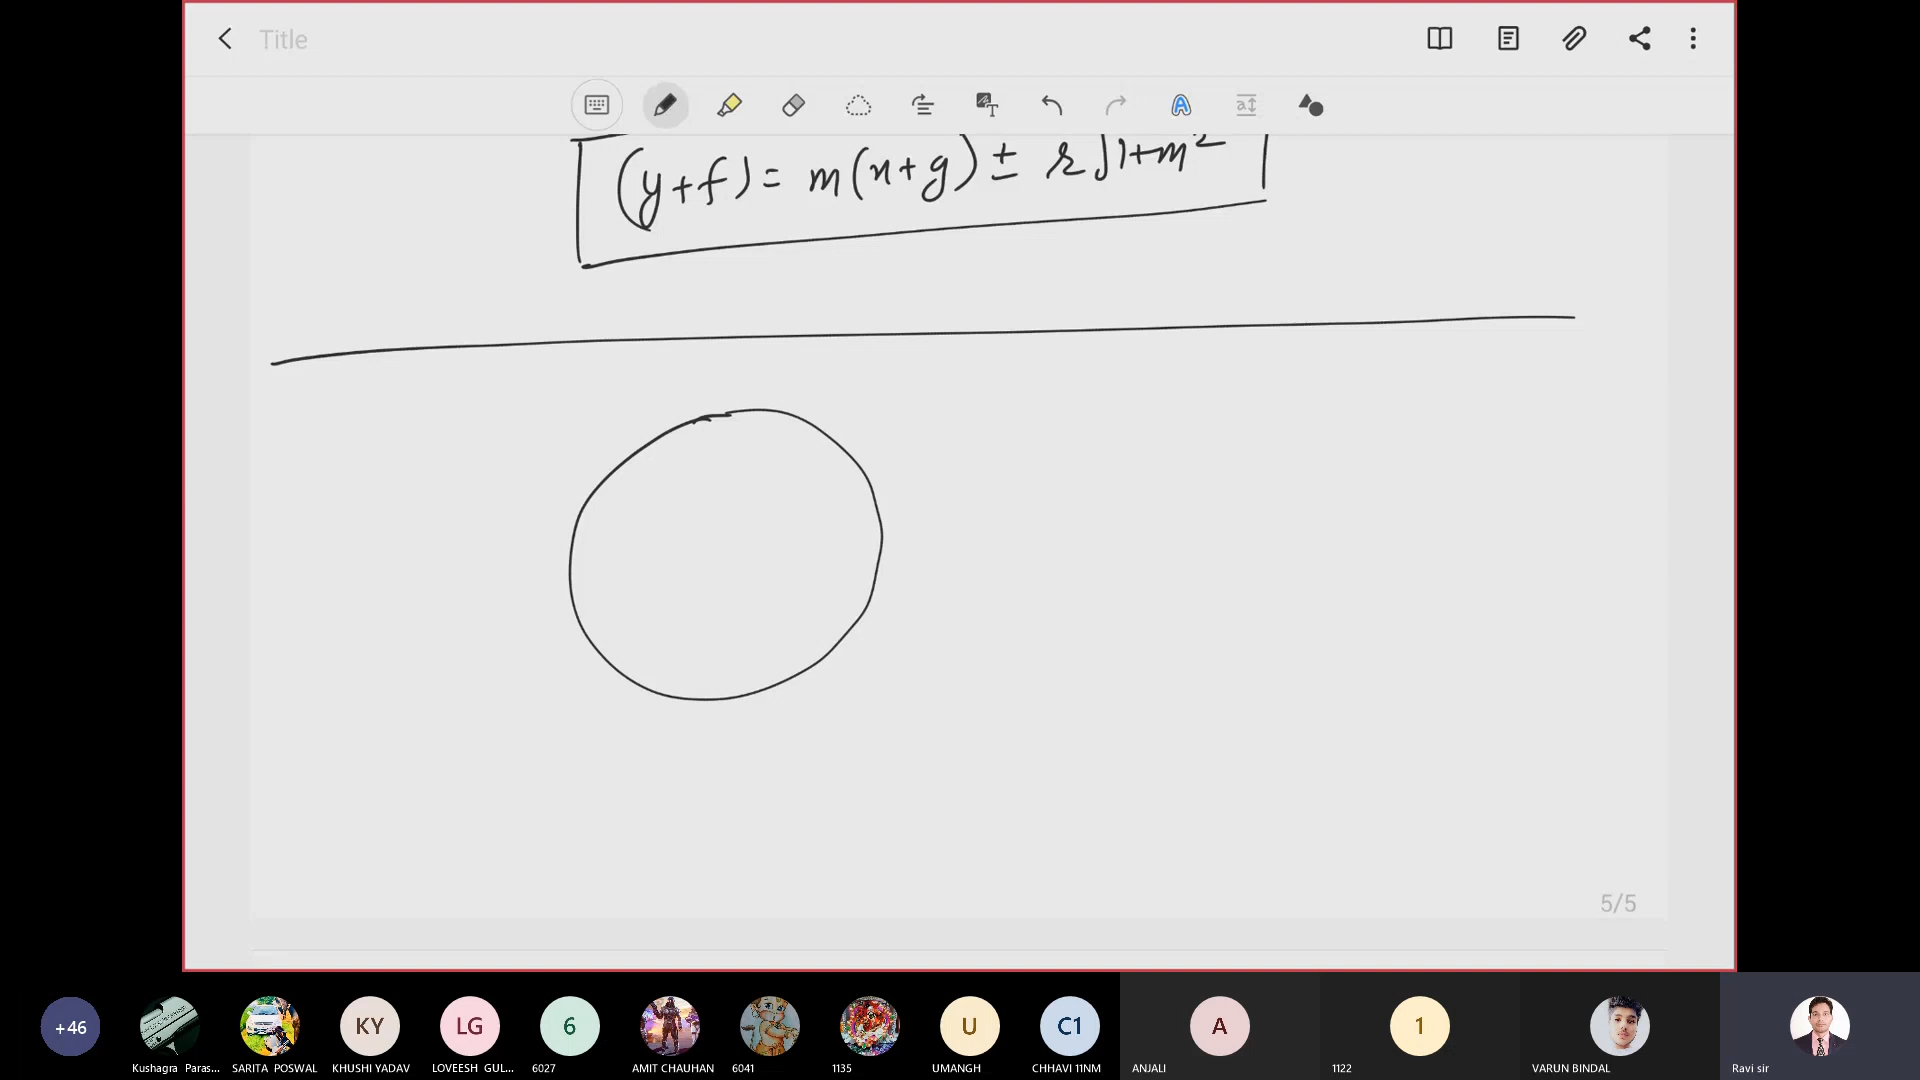 Title
(y+f) = m(x+g) ± r√1+m²
5/5
+46
KY
LG
6
U
C1
A
1
Kushagra Paras...
SARITA POSWAL
KHUSHI YADAV
LOVEESH GUL...
6027
AMIT CHAUHAN
6041
1135
UMANGH
CHHAVI 11NM
ANJALI
1122
VARUN BINDAL
Ravi sir